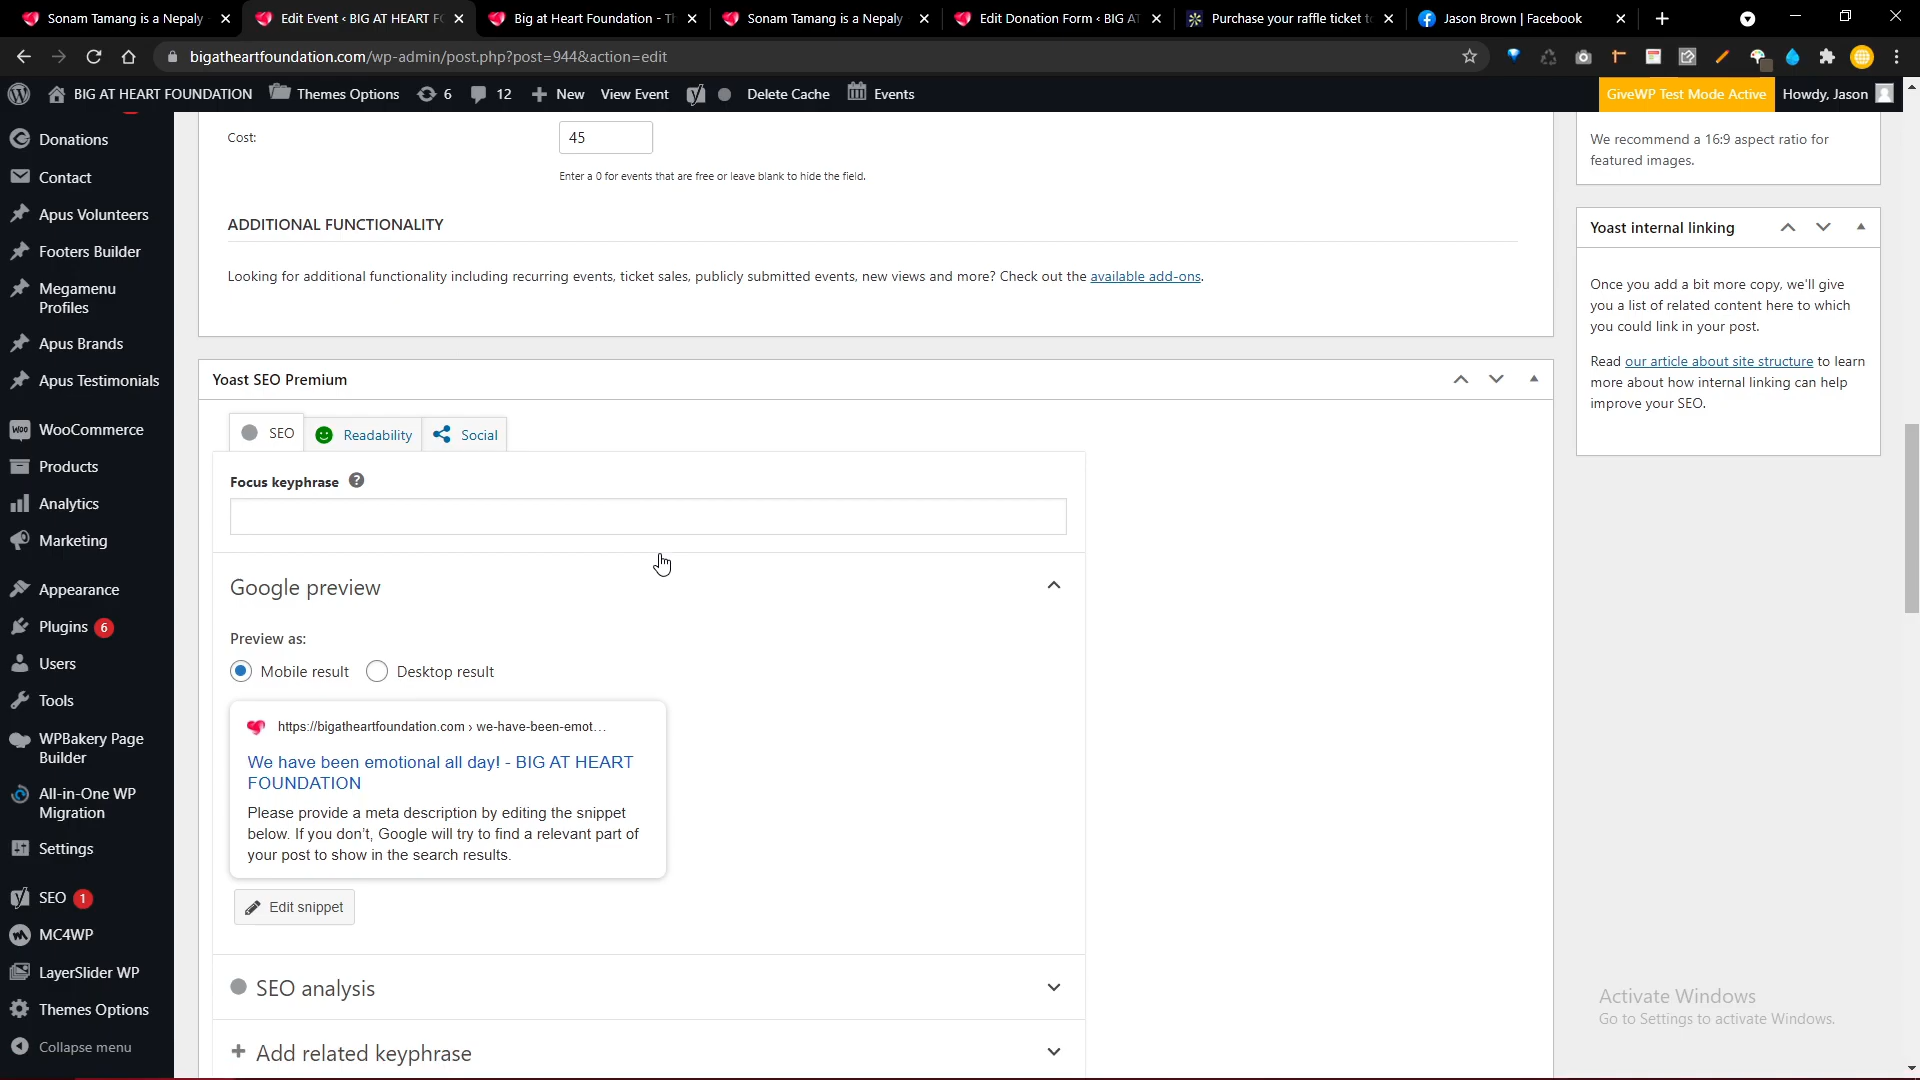 Sonam Tamang is a Nepaly
Edit Event ‹ BIG AT HEART F
Big at Heart Foundation - T
Sonam Tamang is a Nepaly
Edit Donation Form ‹ BIG AT
Purchase your raffle ticket t
Jason Brown | Facebook
bigatheartfoundation.com/wp-admin/post.php?post=944&action=edit
BIG AT HEART FOUNDATION
Themes Options
6
12
New
View Event
Delete Cache
Events
GiveWP Test Mode Active
Howdy, Jason
Donations
Contact
Apus Volunteers
Footers Builder
Megamenu
Profiles
Apus Brands
Apus Testimonials
WooCommerce
Products
Analytics
Marketing
Appearance
Plugins 6
Users
Tools
WPBakery Page
Builder
All-in-One WP
Migration
Settings
SEO 1
MC4WP
LayerSlider WP
Themes Options
Collapse menu
Cost:
45
Enter a 0 for events that are free or leave blank to hide the field.
ADDITIONAL FUNCTIONALITY
Looking for additional functionality including recurring events, ticket sales, publicly submitted events, new views and more? Check out the available add-ons.
Yoast SEO Premium
SEO
Readability
Social
Focus keyphrase
Google preview
Preview as:
Mobile result
Desktop result
https://bigatheartfoundation.com › we-have-been-emot...
We have been emotional all day! - BIG AT HEART
FOUNDATION
Please provide a meta description by editing the snippet
below. If you don’t, Google will try to find a relevant part of
your post to show in the search results.
Edit snippet
SEO analysis
Add related keyphrase
We recommend a 16:9 aspect ratio for
featured images.
Yoast internal linking
Once you add a bit more copy, we'll give
you a list of related content here to which
you could link in your post.
Read our article about site structure to learn
more about how internal linking can help
improve your SEO.
Activate Windows
Go to Settings to activate Windows.